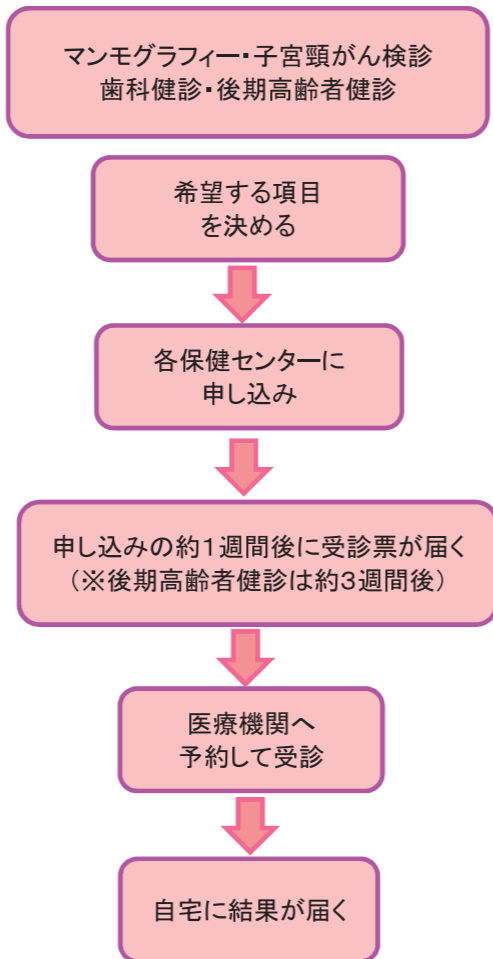 マンモグラフィー・子宮頸がん検診
歯科健診・後期高齢者健診
希望する項目
を決める
各保健センターに
申し込み
申し込みの約1週間後に受診票が届く
(※後期高齢者健診は約3週間後)
医療機関へ
予約して受診
自宅に結果が届く